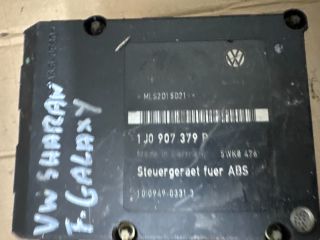 VW SHARAN
F. GALAXY
-MLS2015021-
1J0 907 379 P
Made in Germany 5WK8 476
Steuergeraet fuer ABS
10.0949-0331.3